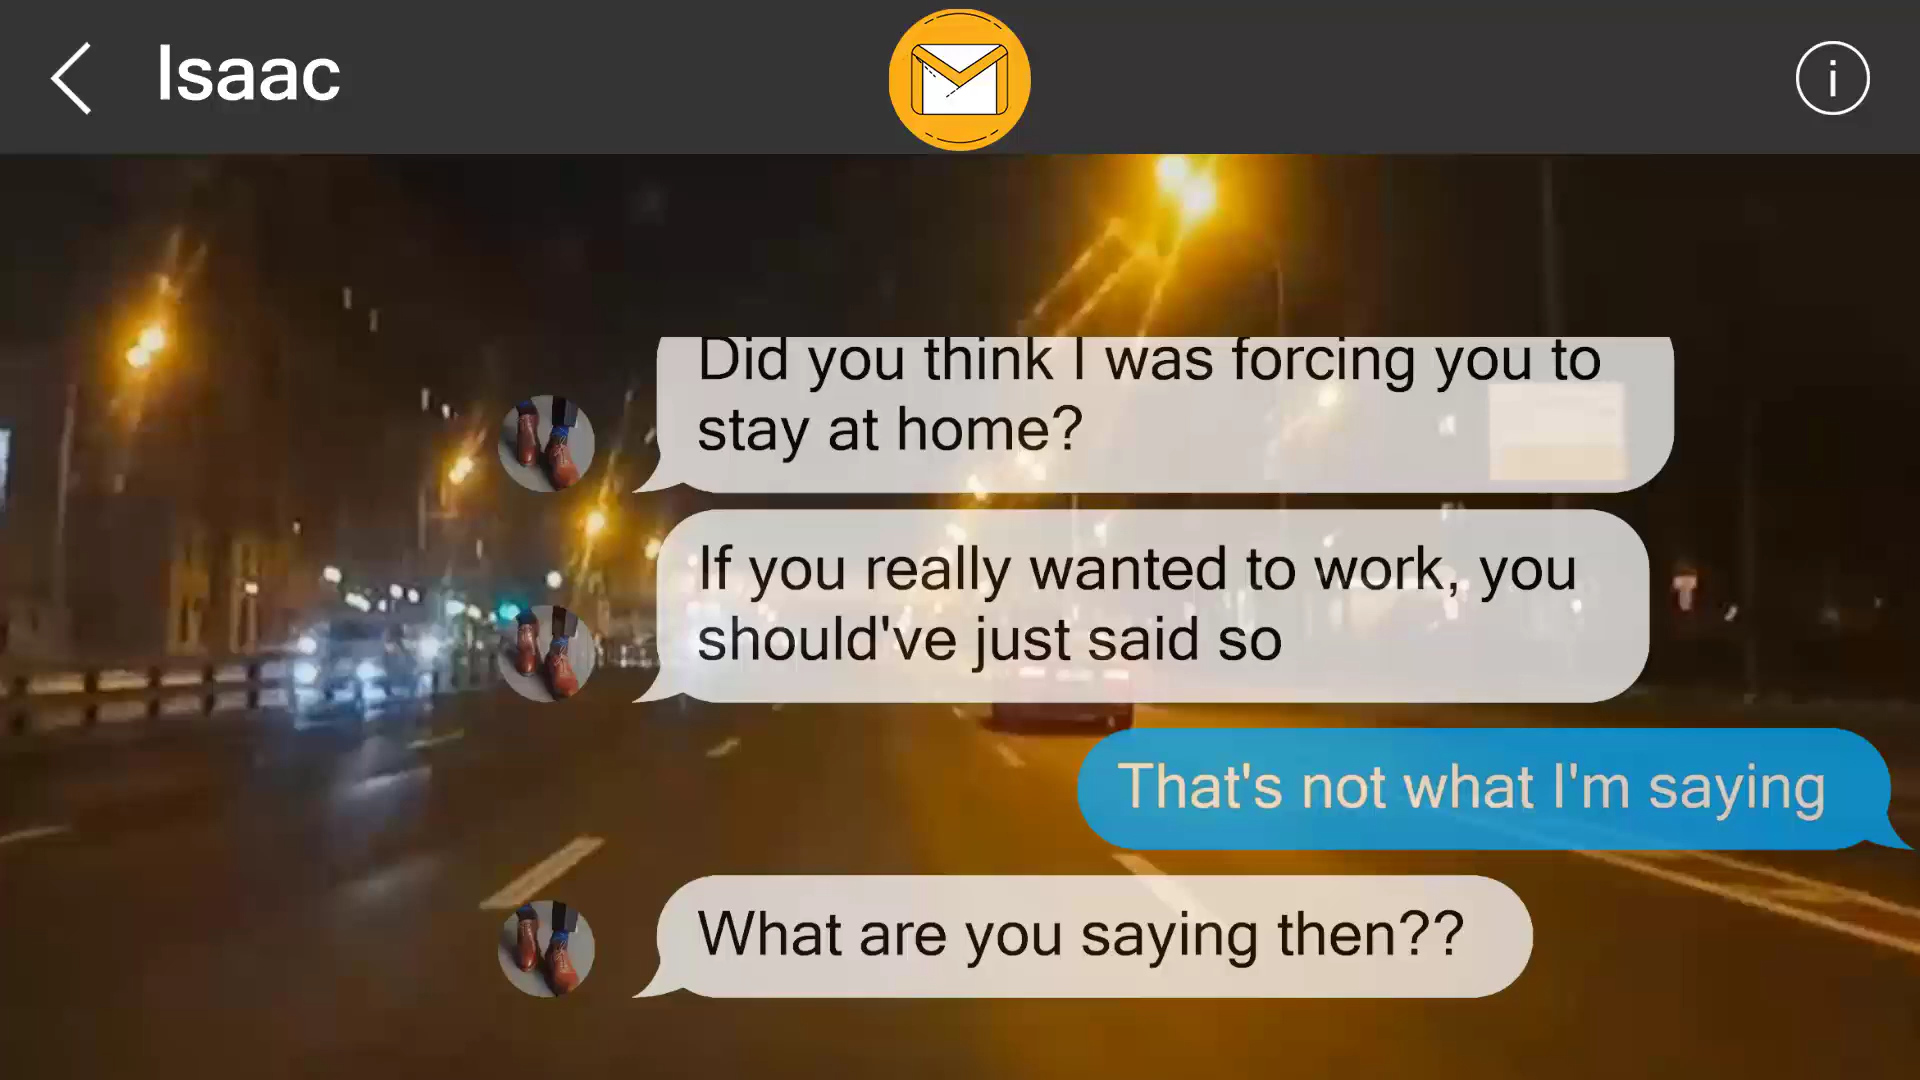 Isaac
Did you think I was forcing you to
stay at home?
If you really wanted to work, you
should've just said so
That's not what I'm saying
What are you saying then??